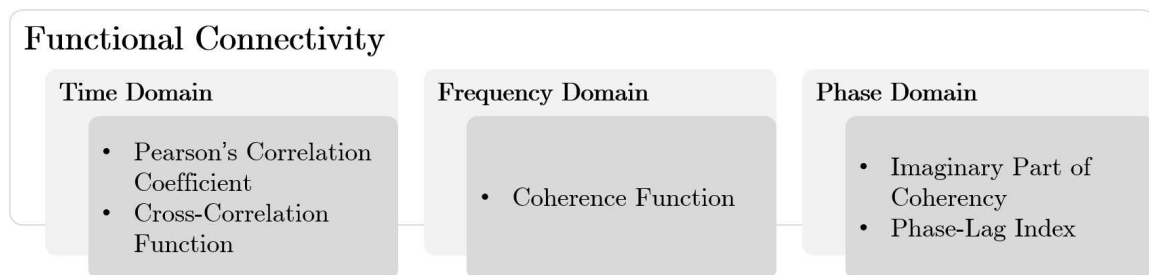 Functional Connectivity
Time Domain
• Pearson's Correlation
Coefficient
• Cross-Correlation
Function
Frequency Domain
• Coherence Function
Phase Domain
• Imaginary Part of
Coherency
• Phase-Lag Index